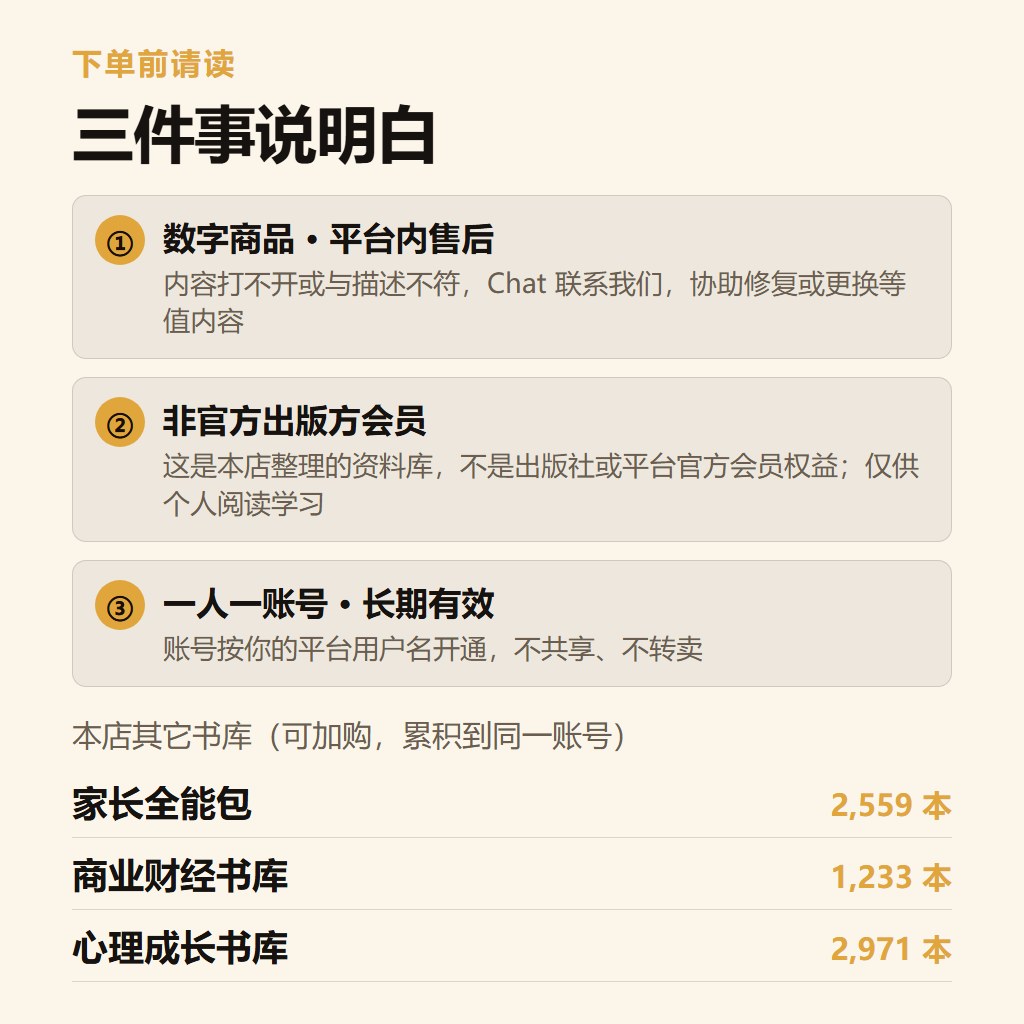 下单前请读
三件事说明白
① 数字商品·平台内售后
内容打不开或与描述不符，Chat 联系我们，协助修复或更换等
值内容
② 非官方出版方会员
这是本店整理的资料库，不是出版社或平台官方会员权益；仅供
个人阅读学习
③ 一人一账号·长期有效
账号按你的平台用户名开通，不共享、不转卖
本店其它书库（可加购，累积到同一账号）
家长全能包 2,559 本
商业财经书库 1,233 本
心理成长书库 2,971 本